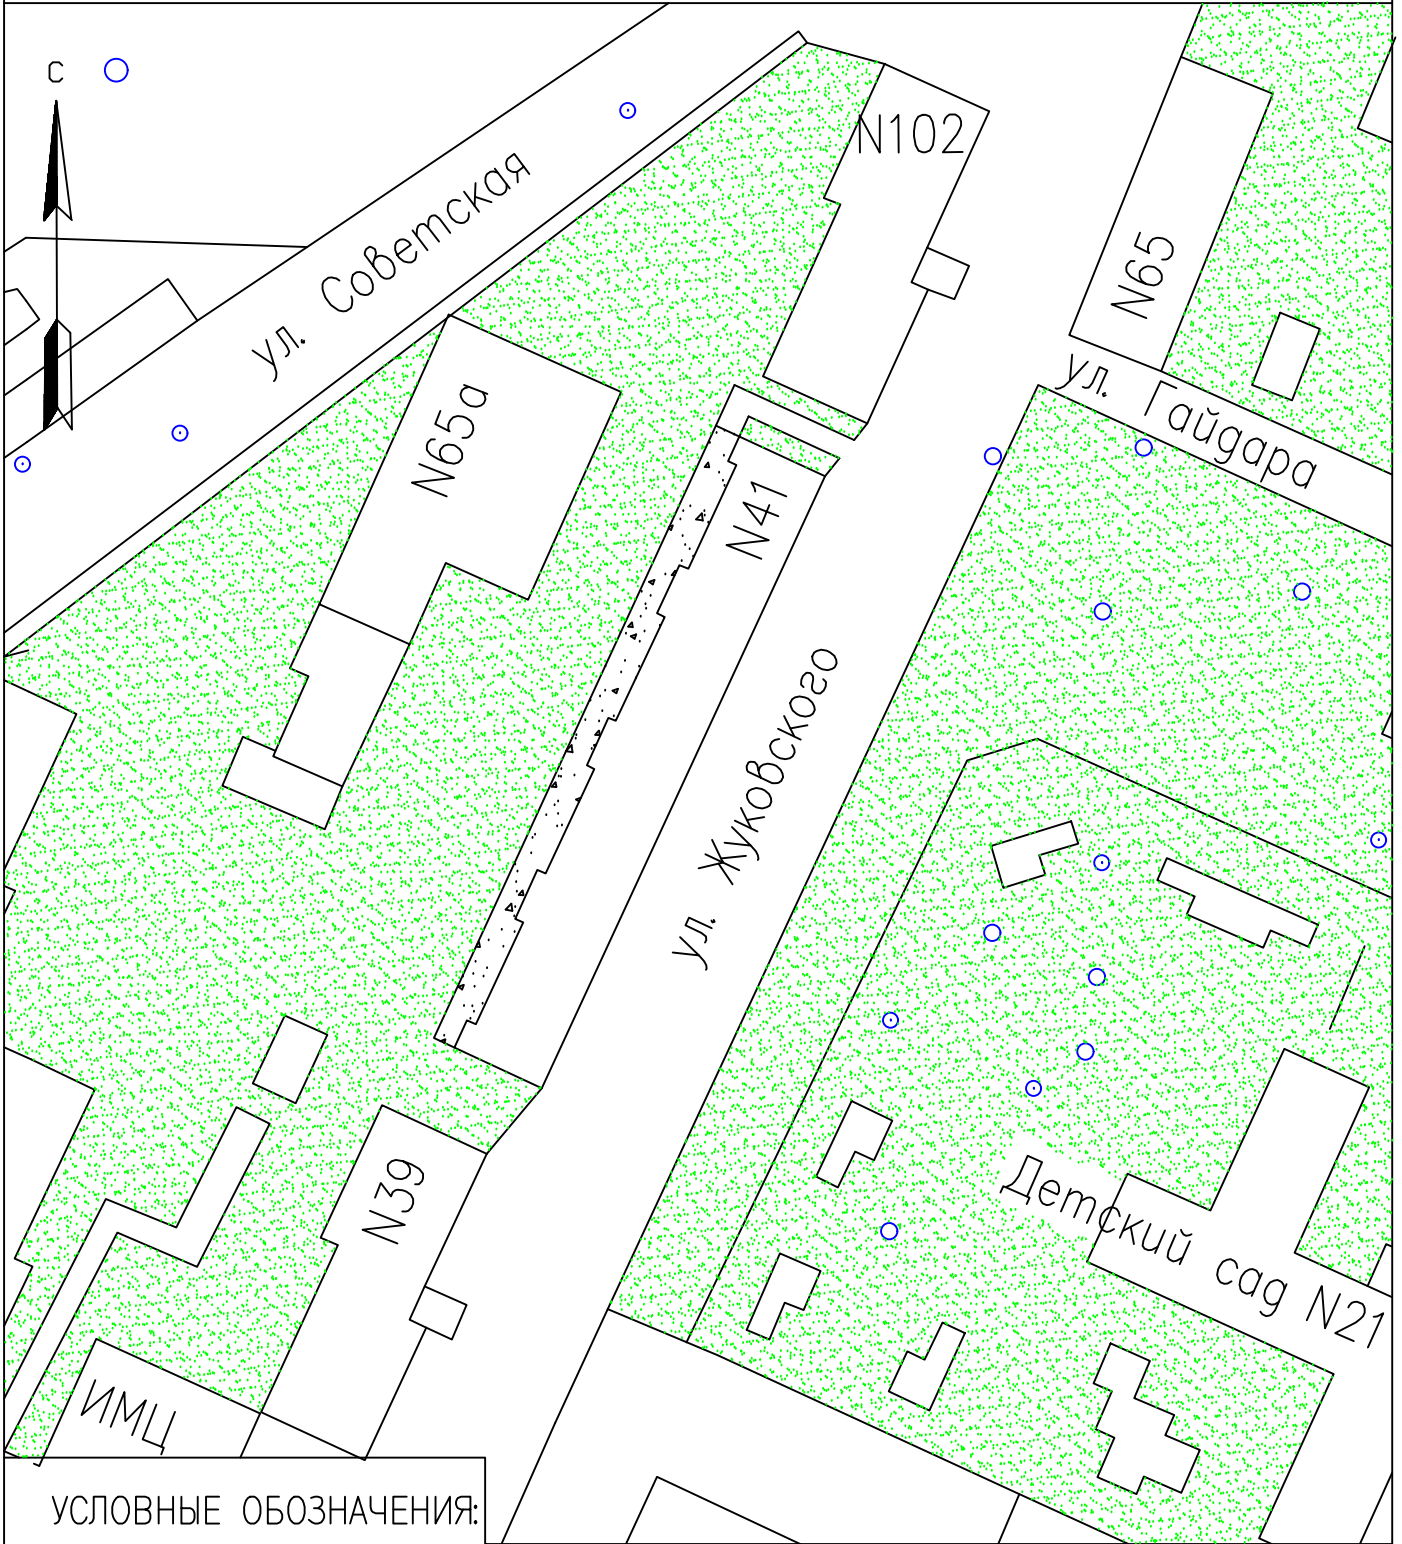 С
ул. Советская
N102
N65
ул. Гайдара
N65а
N41
ул. Жуковского
N39
Детский сад N21
ИМЦ
УСЛОВНЫЕ ОБОЗНАЧЕНИЯ: